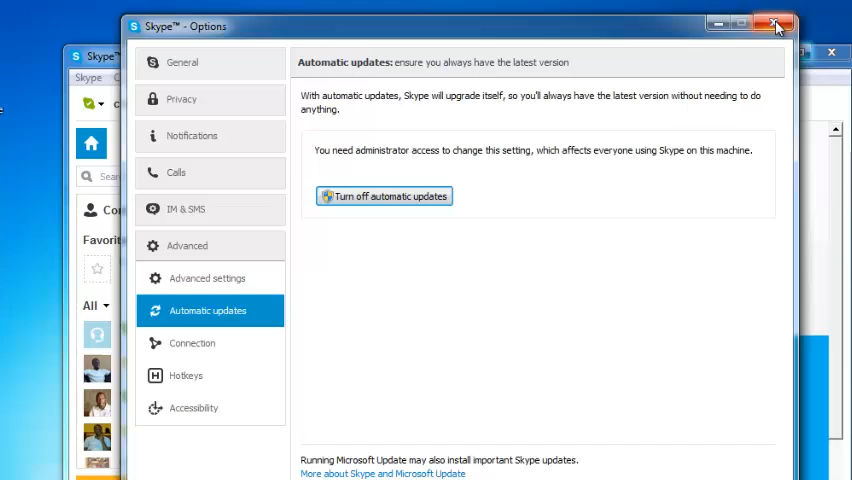 Skype™ - Options
Skype™
Skype
General
Privacy
Notifications
Calls
IM & SMS
Advanced
Advanced settings
Automatic updates
Connection
Hotkeys
Accessibility
Automatic updates: ensure you always have the latest version
With automatic updates, Skype will upgrade itself, so you'll always have the latest version without needing to do
anything.
You need administrator access to change this setting, which affects everyone using Skype on this machine.
Turn off automatic updates
Running Microsoft Update may also install important Skype updates.
More about Skype and Microsoft Update
Sear
Co
Favorit
All